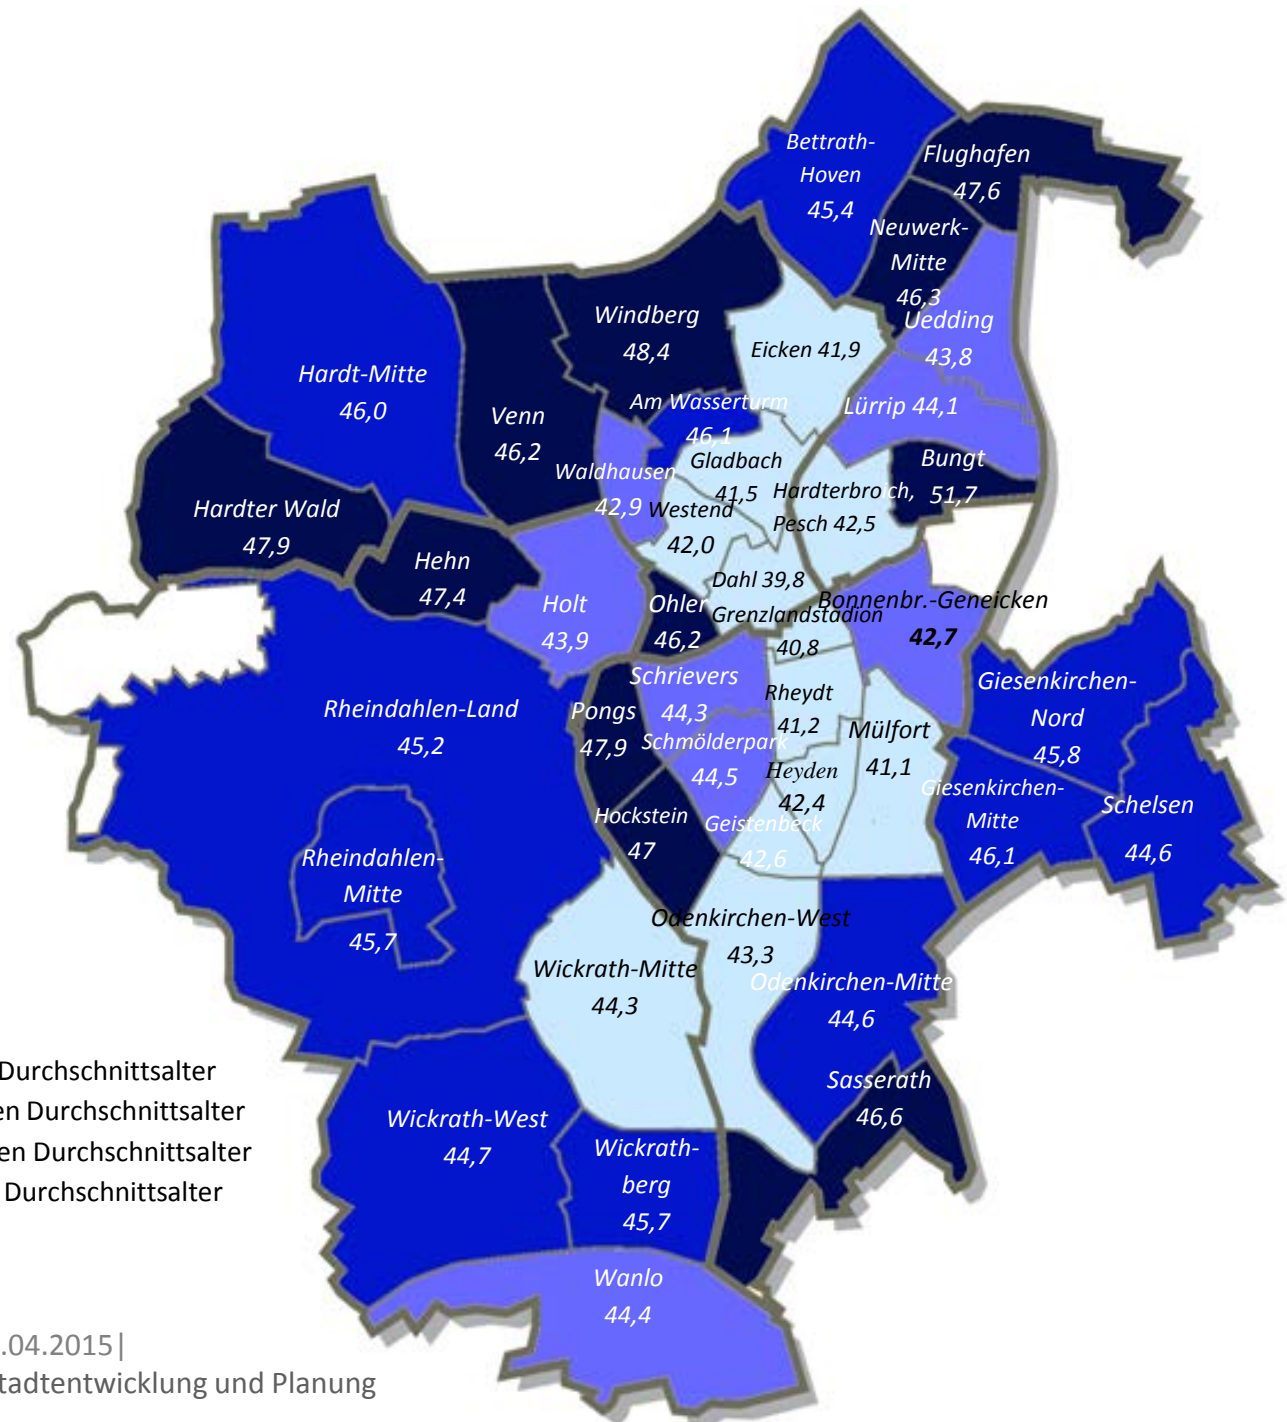 Bettrath-
Hoven
45,4
Flughafen
47,6
Neuwerk-
Mitte
46,3
Uedding
43,8
Windberg
48,4
Eicken 41,9
Hardt-Mitte
46,0
Venn
46,2
Am Wasserturm
46,1
Lürrip 44,1
Waldhausen
42,9
Gladbach
41,5
Bungt
51,7
Hardterbroich,
Pesch 42,5
Westend
42,0
Hardter Wald
47,9
Hehn
47,4
Holt
43,9
Ohler
46,2
Dahl 39,8
Grenzlandstadion
40,8
Bonnenbr.-Geneicken
42,7
Schrievers
44,3
Rheydt
41,2
Giesenkirchen-
Nord
45,8
Rheindahlen-Land
45,2
Pongs
47,9
Schmölderpark
44,5
Mülfort
41,1
Heyden
42,4
Giesenkirchen-
Mitte
46,1
Schelsen
44,6
Hockstein
47
Geistenbeck
42,6
Rheindahlen-
Mitte
45,7
Odenkirchen-West
43,3
Wickrath-Mitte
44,3
Odenkirchen-Mitte
44,6
Sasserath
46,6
Wickrath-West
44,7
Wickrath-
berg
45,7
Wanlo
44,4
Durchschnittsalter
en Durchschnittsalter
en Durchschnittsalter
Durchschnittsalter
.04.2015|
tadtentwicklung und Planung